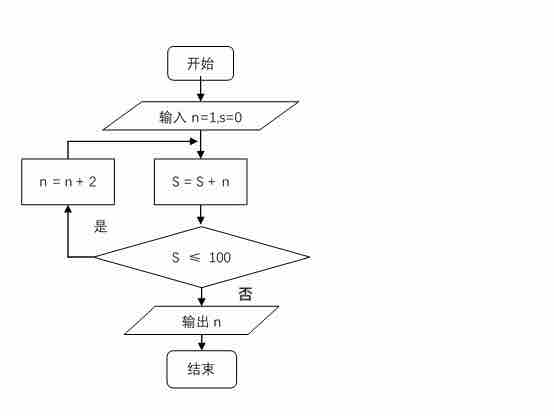 开始
输入 n=1,s=0
n = n + 2
S = S + n
是
S ≤ 100
否
输出 n
结束